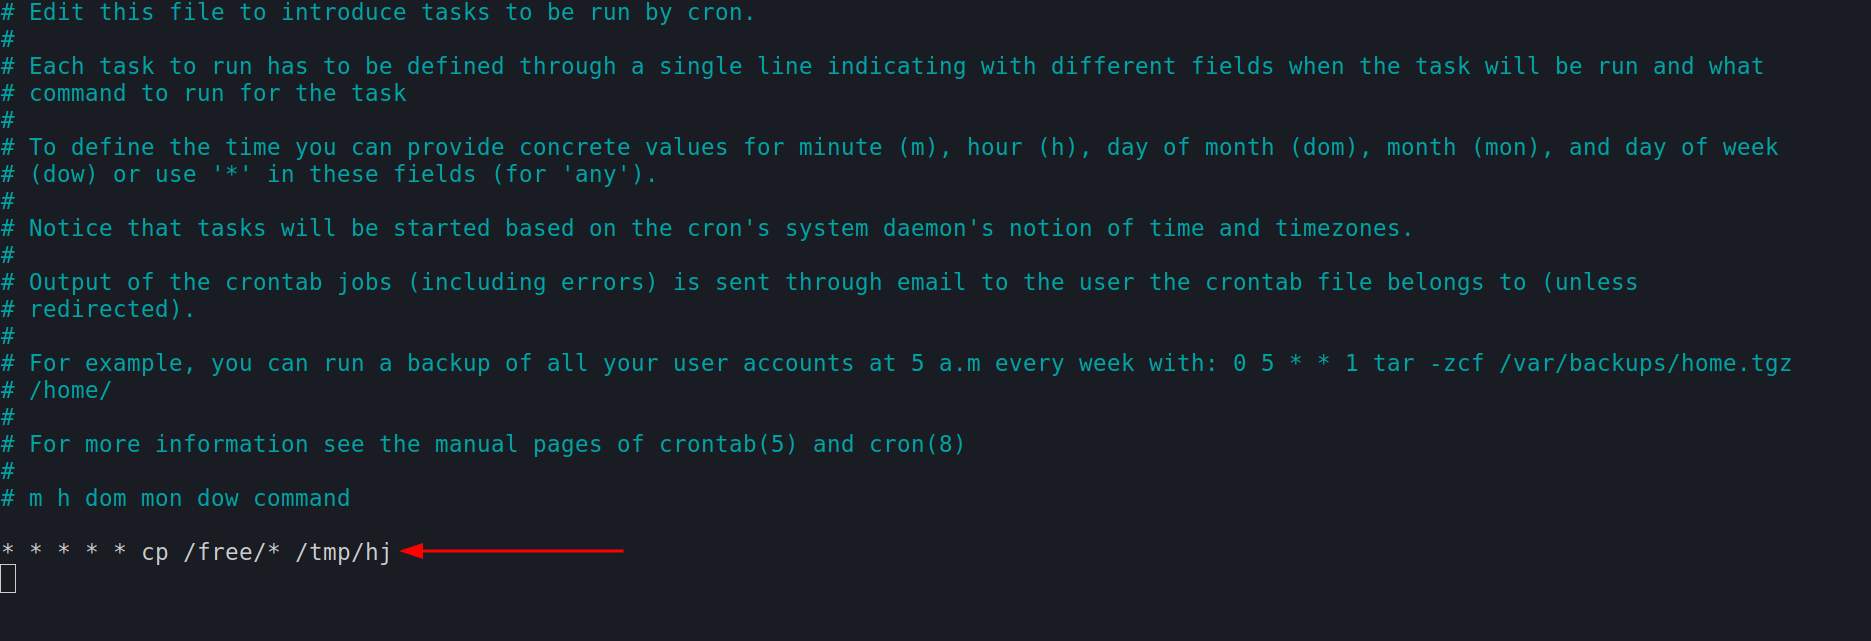 # Edit this file to introduce tasks to be run by cron.
#
# Each task to run has to be defined through a single line indicating with different fields when the task will be run and what
# command to run for the task
#
# To define the time you can provide concrete values for minute (m), hour (h), day of month (dom), month (mon), and day of week
# (dow) or use '*' in these fields (for 'any').
#
# Notice that tasks will be started based on the cron's system daemon's notion of time and timezones.
#
# Output of the crontab jobs (including errors) is sent through email to the user the crontab file belongs to (unless
# redirected).
#
# For example, you can run a backup of all your user accounts at 5 a.m every week with: 0 5 * * 1 tar -zcf /var/backups/home.tgz
# /home/
#
# For more information see the manual pages of crontab(5) and cron(8)
#
# m h dom mon dow command
* * * * * cp /free/* /tmp/hj